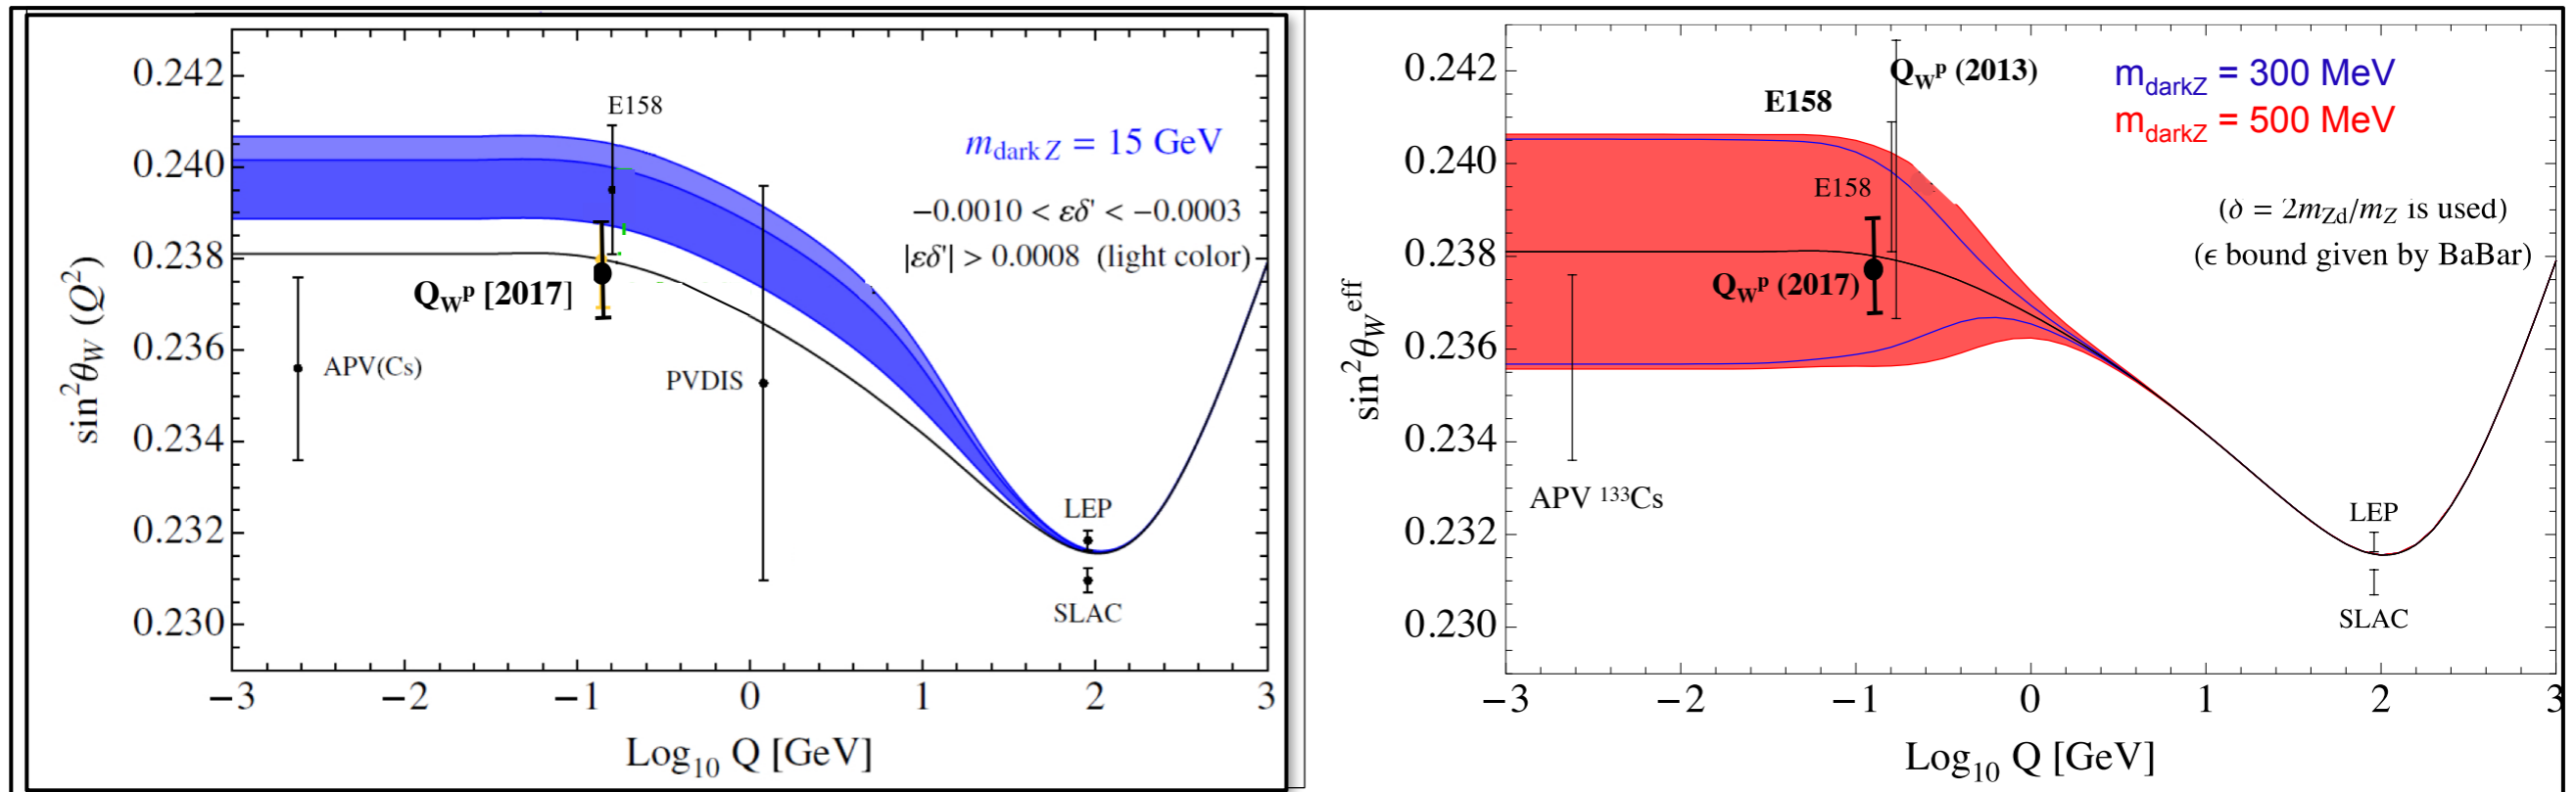 0.242
0.240
0.238
0.236
0.234
0.232
0.230
sin²θ_W (Q²)
E158
m_dark Z = 15 GeV
−0.0010 < εδ' < −0.0003
|εδ'| > 0.0008 (light color)
Q_W^p [2017]
APV(Cs)
PVDIS
LEP
SLAC
−3 −2 −1 0 1 2 3
Log₁₀ Q [GeV]
0.242
0.240
0.238
0.236
0.234
0.232
0.230
sin²θ_W^eff
Q_W^p (2013)
E158
m_darkZ = 300 MeV
m_darkZ = 500 MeV
E158
(δ = 2m_Zd/m_Z is used)
(ϵ bound given by BaBar)
Q_W^p (2017)
APV ¹³³Cs
LEP
SLAC
−3 −2 −1 0 1 2 3
Log₁₀ Q [GeV]